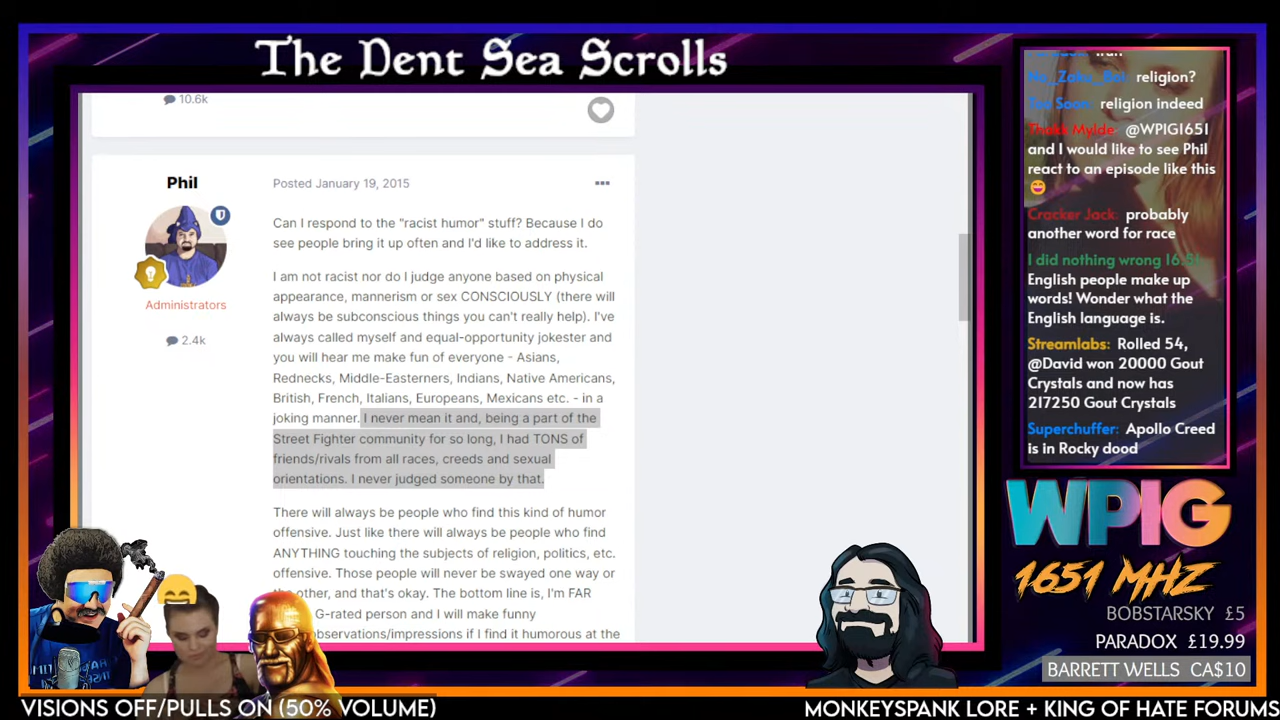 The Dent Sea Scrolls
10.6k
Phil
Administrators
2.4k
Posted January 19, 2015
Can I respond to the "racist humor" stuff? Because I do
see people bring it up often and I'd like to address it.
I am not racist nor do I judge anyone based on physical
appearance, mannerism or sex CONSCIOUSLY (there will
always be subconscious things you can't really help). I've
always called myself and equal-opportunity jokester and
you will hear me make fun of everyone - Asians,
Rednecks, Middle-Easterners, Indians, Native Americans,
British, French, Italians, Europeans, Mexicans etc. - in a
joking manner. I never mean it and, being a part of the
Street Fighter community for so long, I had TONS of
friends/rivals from all races, creeds and sexual
orientations. I never judged someone by that.
There will always be people who find this kind of humor
offensive. Just like there will always be people who find
ANYTHING touching the subjects of religion, politics, etc.
offensive. Those people will never be swayed one way or
other, and that's okay. The bottom line is, I'm FAR
G-rated person and I will make funny
observations/impressions if I find it humorous at the
religion?
Too Soon: religion indeed
Thakk Mylde: @WPIG1651
and I would like to see Phil
react to an episode like this
Cracker Jack: probably
another word for race
I did nothing wrong 16:51:
English people make up
words! Wonder what the
English language is.
Streamlabs: Rolled 54,
@David won 20000 Gout
Crystals and now has
217250 Gout Crystals
Superchuffer: Apollo Creed
is in Rocky dood
WPIG
1651 MHZ
BOBSTARSKY £5
PARADOX £19.99
BARRETT WELLS CA$10
VISIONS OFF/PULLS ON (50% VOLUME)
MONKEYSPANK LORE + KING OF HATE FORUMS